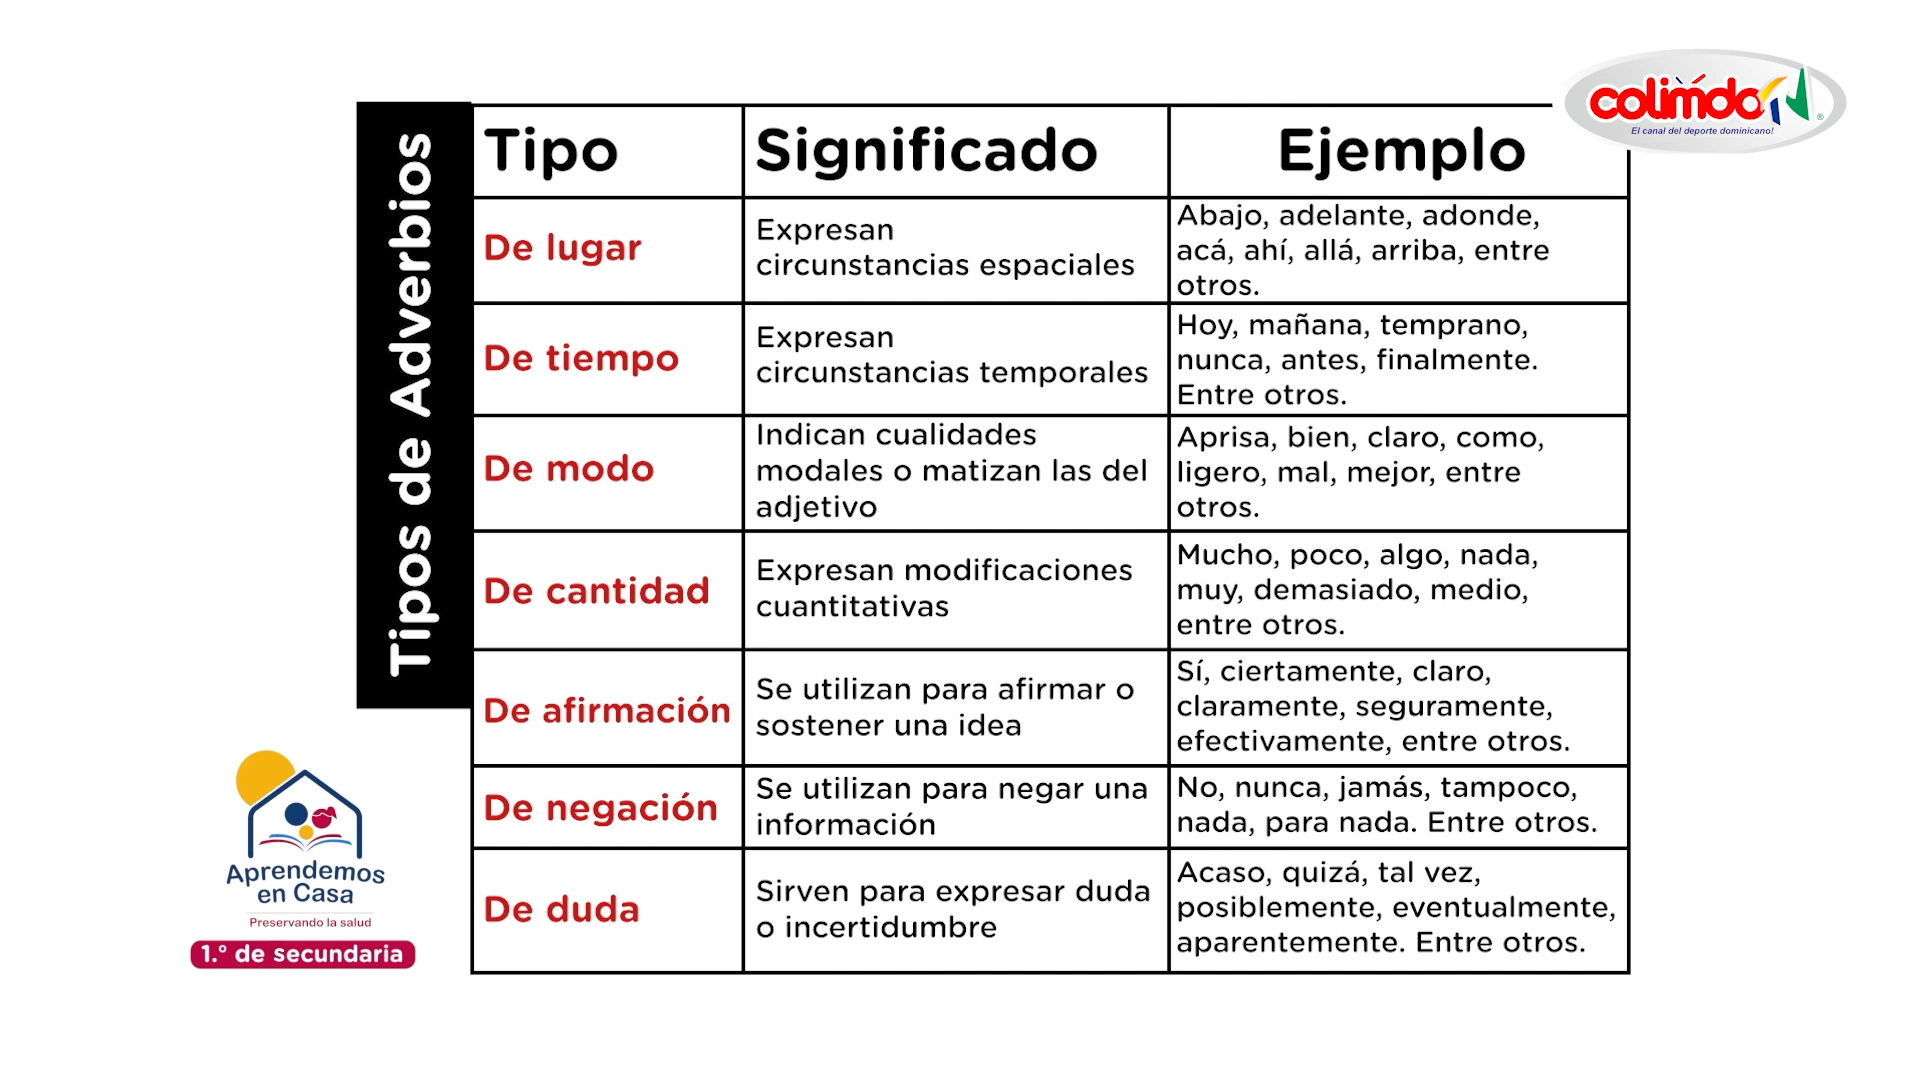 colimdo
El canal del deporte dominicano!
Tipos de Adverbios
Tipo
Significado
Ejemplo
De lugar
Expresan
circunstancias espaciales
Abajo, adelante, adonde,
acá, ahí, allá, arriba, entre
otros.
De tiempo
Expresan
circunstancias temporales
Hoy, mañana, temprano,
nunca, antes, finalmente.
Entre otros.
De modo
Indican cualidades
modales o matizan las del
adjetivo
Aprisa, bien, claro, como,
ligero, mal, mejor, entre
otros.
De cantidad
Expresan modificaciones
cuantitativas
Mucho, poco, algo, nada,
muy, demasiado, medio,
entre otros.
De afirmación
Se utilizan para afirmar o
sostener una idea
Sí, ciertamente, claro,
claramente, seguramente,
efectivamente, entre otros.
De negación
Se utilizan para negar una
información
No, nunca, jamás, tampoco,
nada, para nada. Entre otros.
De duda
Sirven para expresar duda
o incertidumbre
Acaso, quizá, tal vez,
posiblemente, eventualmente,
aparentemente. Entre otros.
Aprendemos
en Casa
Preservando la salud
1.° de secundaria